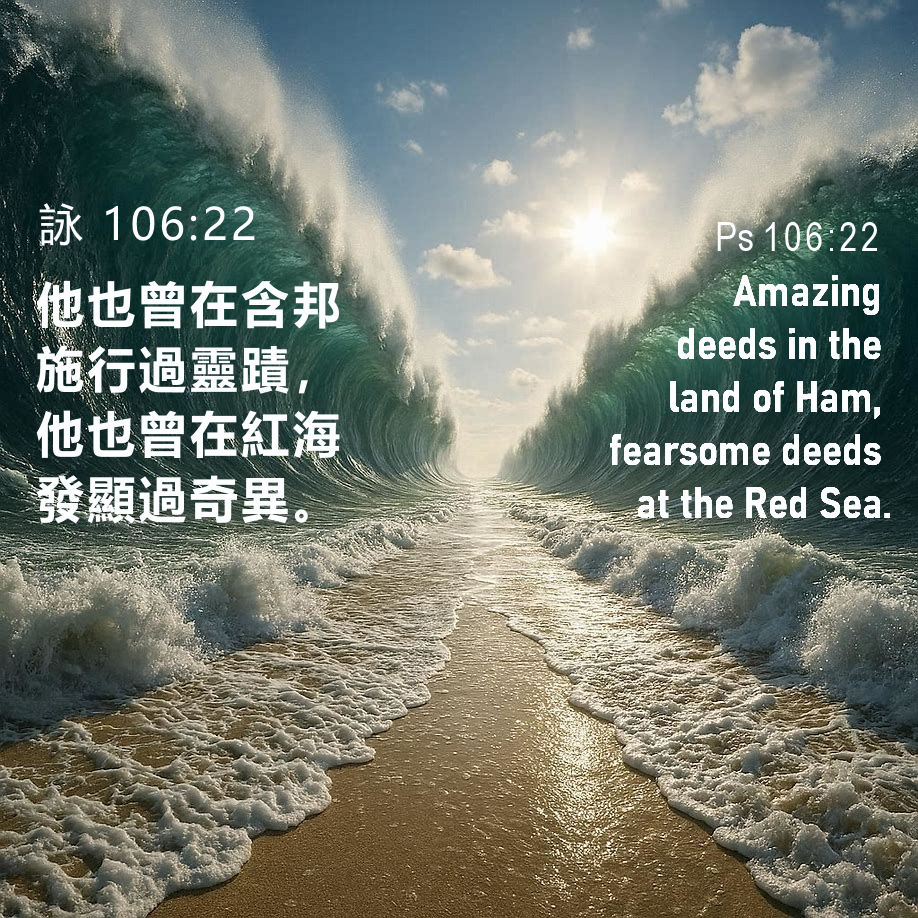 詠 106:22
他也曾在含邦
施行過靈蹟，
他也曾在紅海
發顯過奇異。
Ps 106:22
Amazing
deeds in the
land of Ham,
fearsome deeds
at the Red Sea.